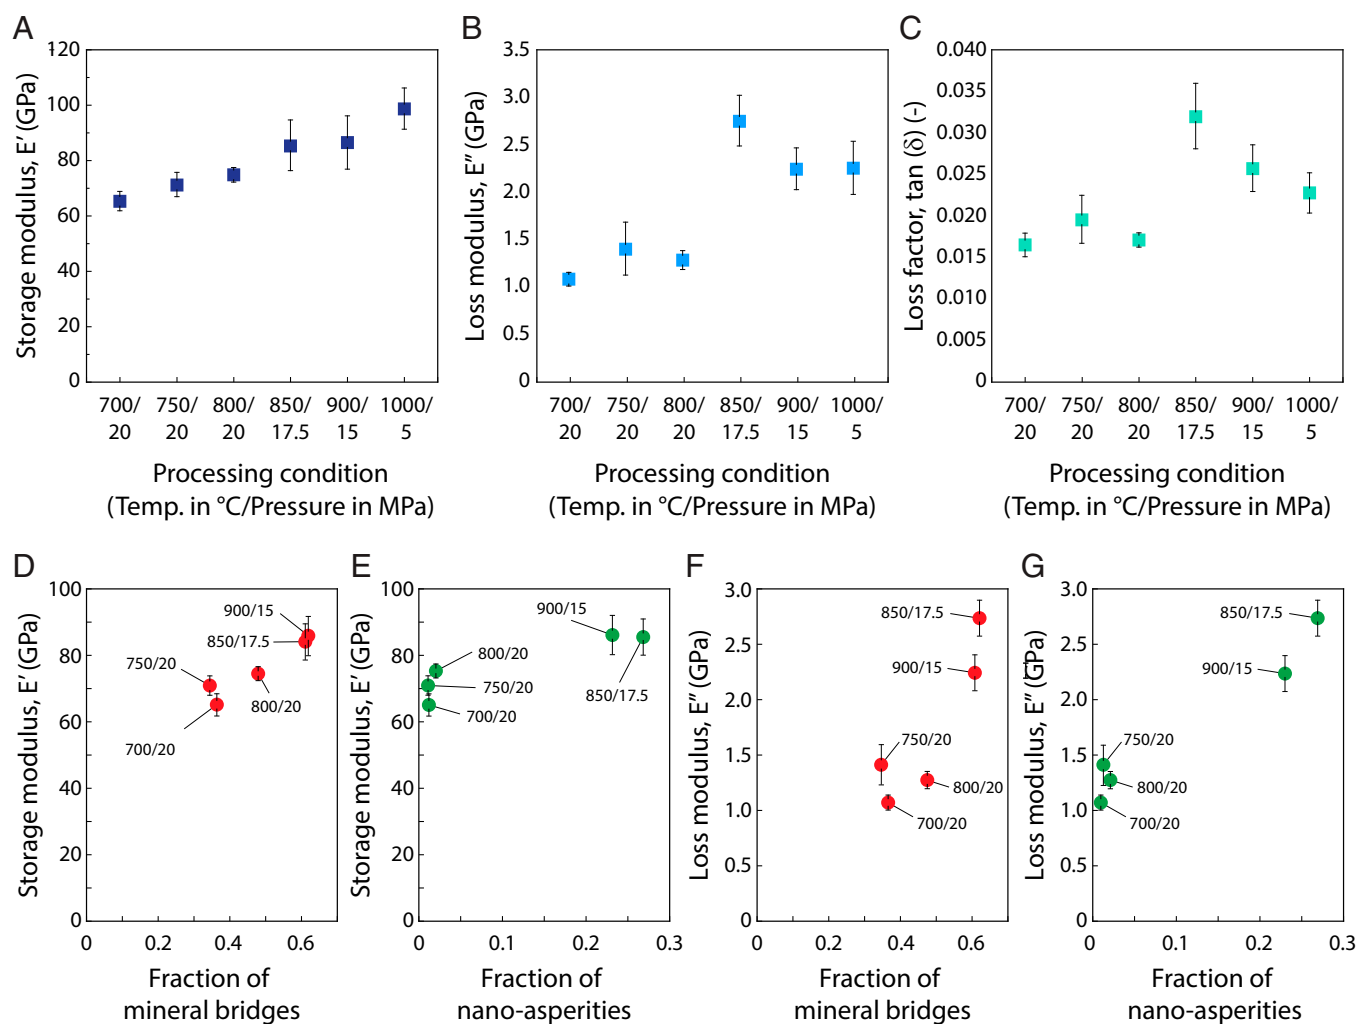 A
Storage modulus, E′ (GPa)
120
100
80
60
40
20
0
700/ 750/ 800/ 850/ 900/ 1000/
20 20 20 17.5 15 5
Processing condition
(Temp. in °C/Pressure in MPa)
B
Loss modulus, E″ (GPa)
3.5
3.0
2.5
2.0
1.5
1.0
0.5
0
700/ 750/ 800/ 850/ 900/ 1000/
20 20 20 17.5 15 5
Processing condition
(Temp. in °C/Pressure in MPa)
C
Loss factor, tan (δ) (-)
0.040
0.035
0.030
0.025
0.020
0.015
0.010
0.005
0
700/ 750/ 800/ 850/ 900/ 1000/
20 20 20 17.5 15 5
Processing condition
(Temp. in °C/Pressure in MPa)
D
Storage modulus, E′ (GPa)
100
80
60
40
20
0
900/15
850/17.5
750/20
800/20
700/20
0 0.2 0.4 0.6
Fraction of
mineral bridges
E
Storage modulus, E′ (GPa)
100
80
60
40
20
0
900/15
800/20
750/20
850/17.5
700/20
0 0.1 0.2 0.3
Fraction of
nano-asperities
F
Loss modulus, E″ (GPa)
3.0
2.5
2.0
1.5
1.0
0.5
0
850/17.5
900/15
750/20
800/20
700/20
0 0.2 0.4 0.6
Fraction of
mineral bridges
G
Loss modulus, E″ (GPa)
3.0
2.5
2.0
1.5
1.0
0.5
0
850/17.5
900/15
750/20
800/20
700/20
0 0.1 0.2 0.3
Fraction of
nano-asperities